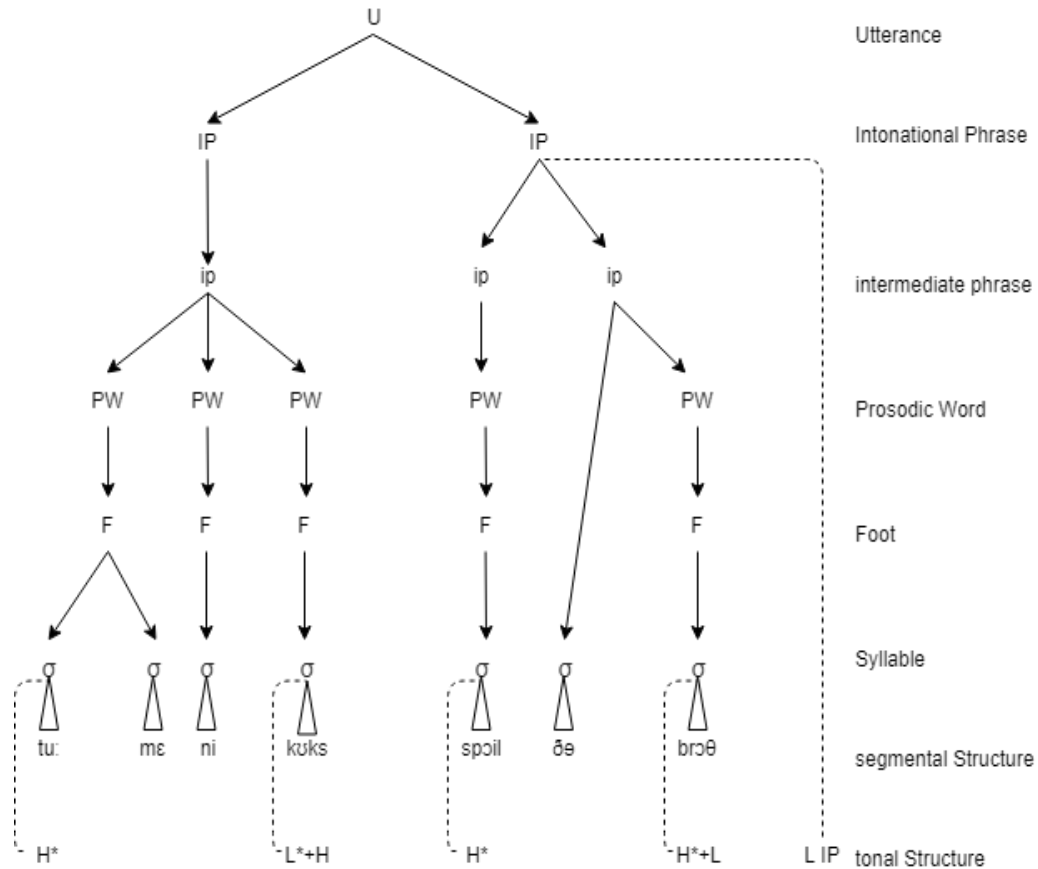 U Utterance
IP IP Intonational Phrase
ip ip ip intermediate phrase
PW PW PW PW PW Prosodic Word
F F F F F Foot
σ σ σ σ σ σ σ Syllable
tuː mɛ ni kʊks spɔil ðɘ brɔθ segmental Structure
H* L*+H H* H*+L L IP tonal Structure